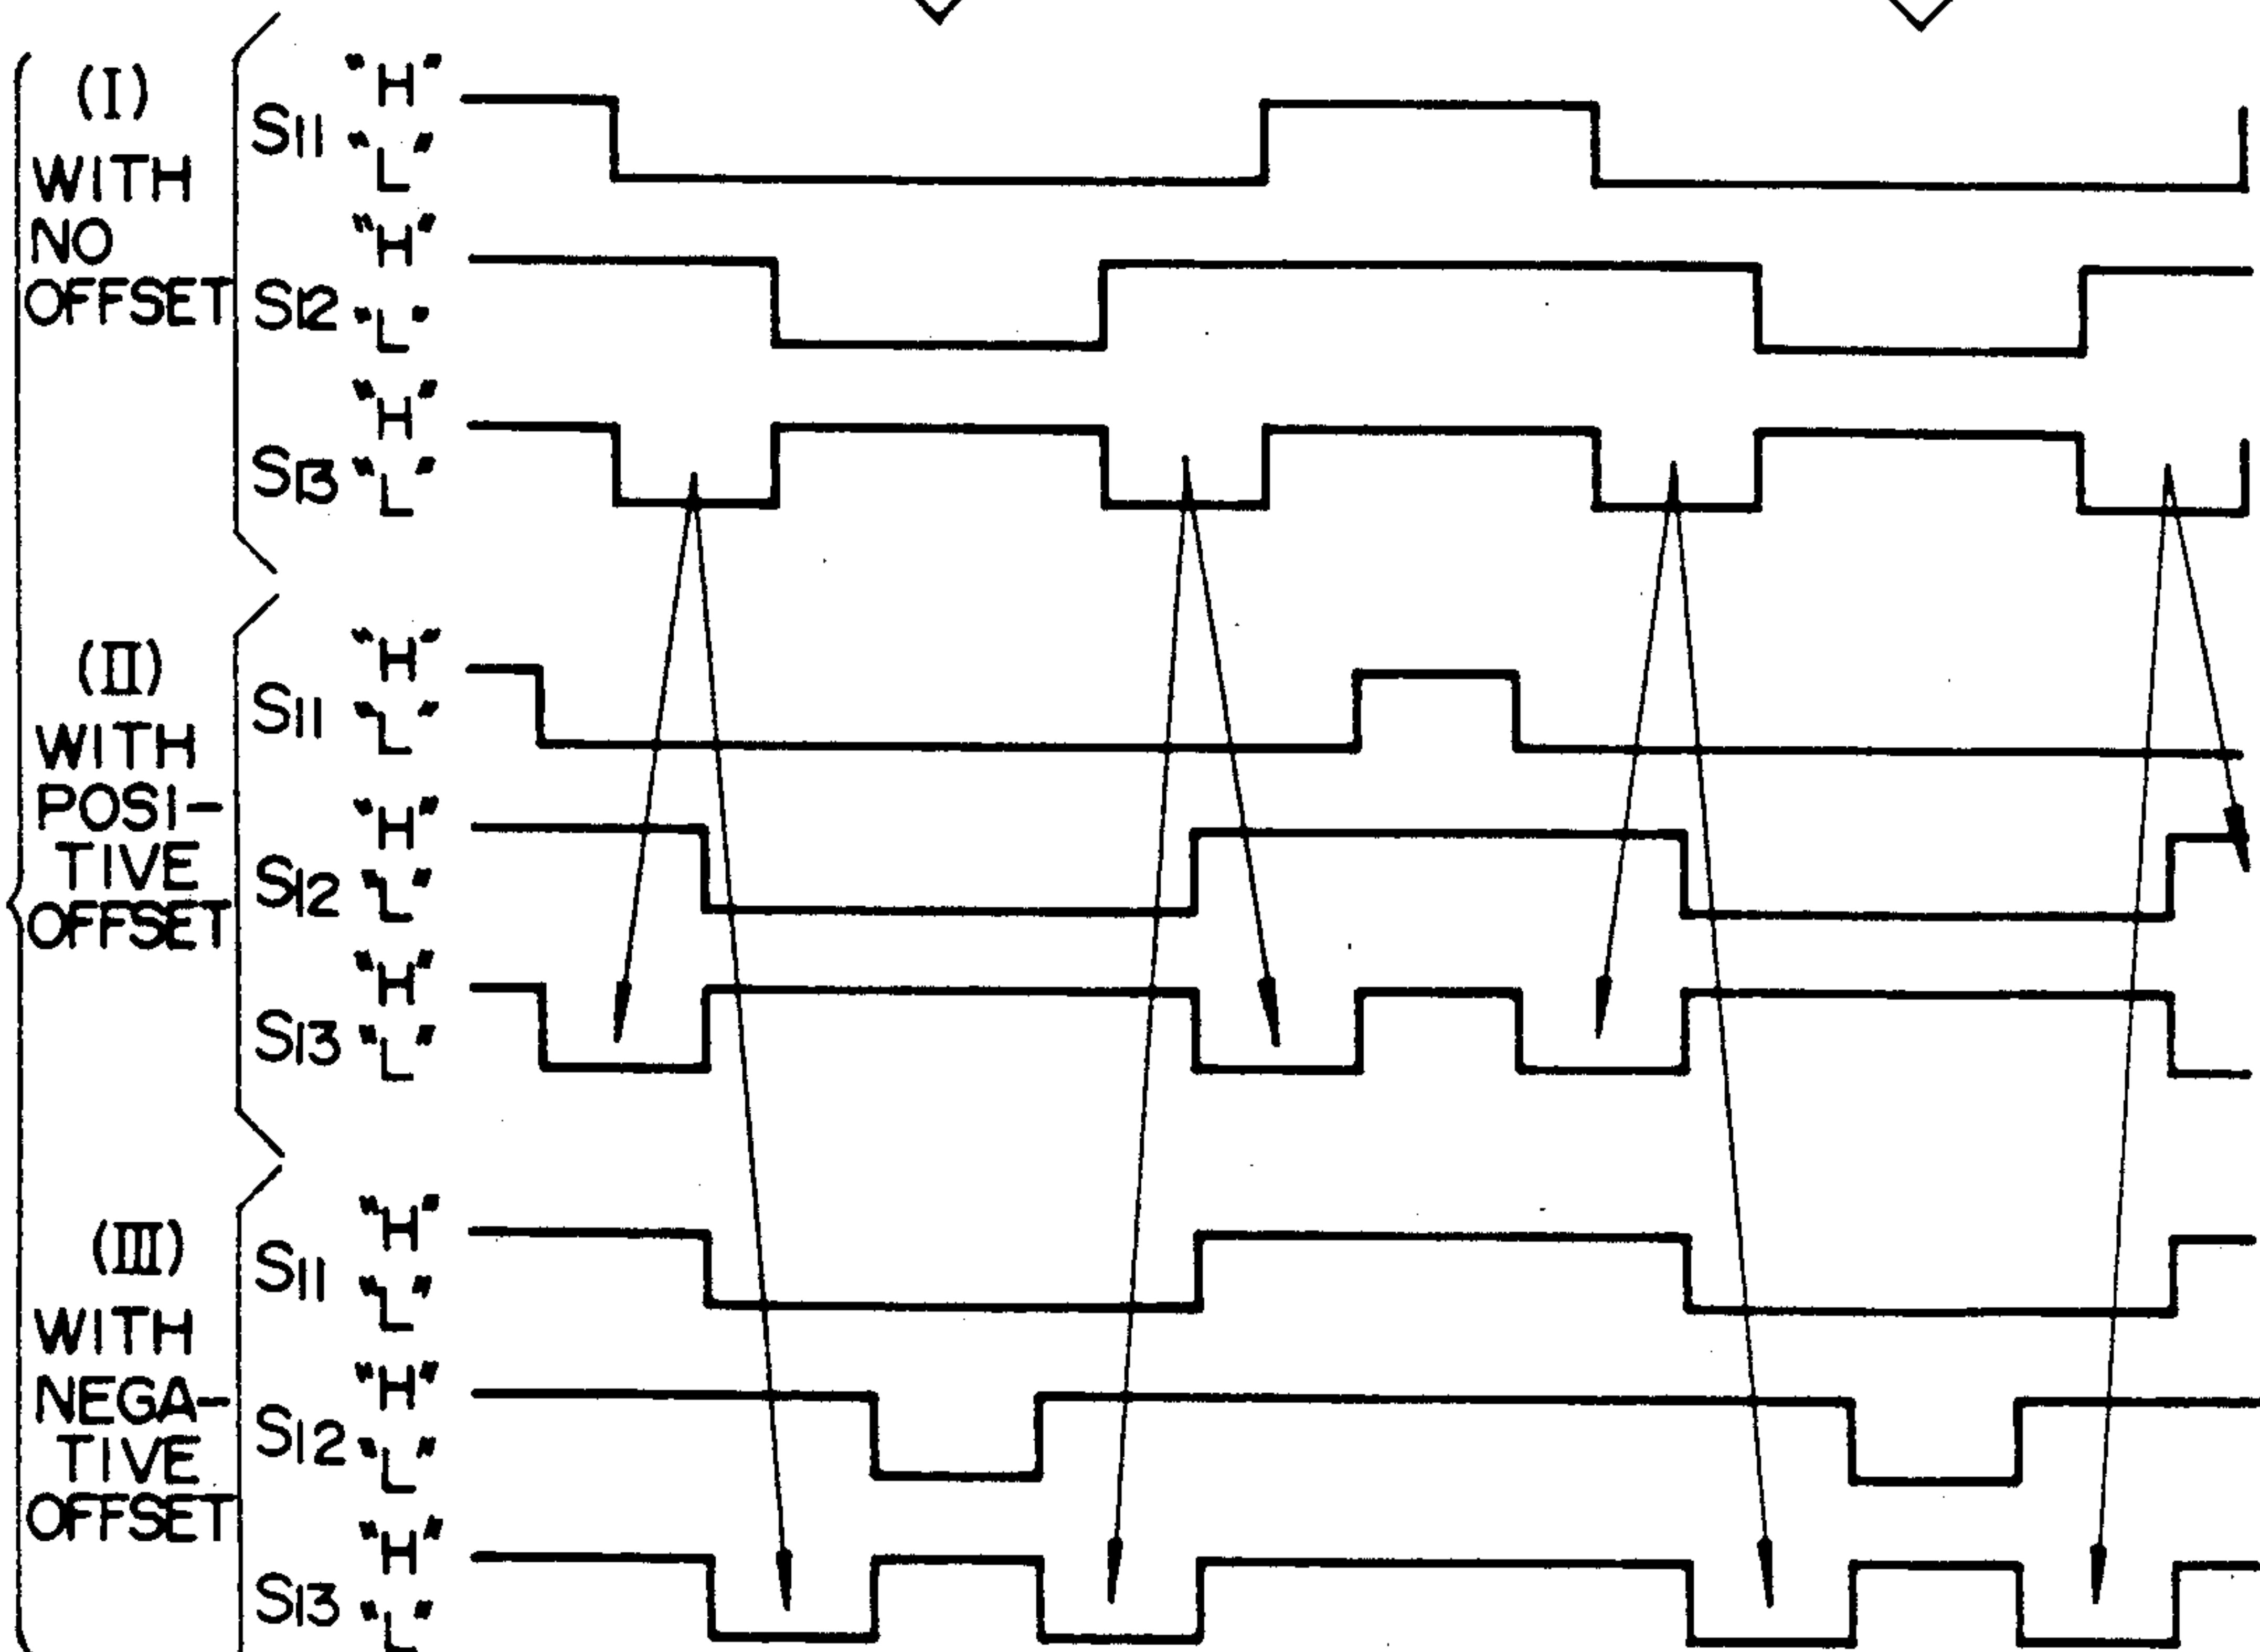 (I)
WITH
NO
OFFSET
S11 "H"
"L"
S12 "H"
"L"
S13 "H"
"L"
(II)
WITH
POSI-
TIVE
OFFSET
S11 "H"
"L"
S12 "H"
"L"
S13 "H"
"L"
(III)
WITH
NEGA-
TIVE
OFFSET
S11 "H"
"L"
S12 "H"
"L"
S13 "H"
"L"